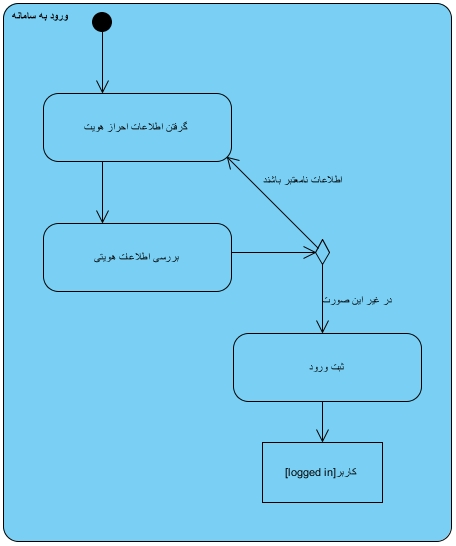 ورود به سامانه
گرفتن اطلاعات احراز هویت
اطلاعات نامعتبر باشند
بررسی اطلاعات هویتی
در غیر این صورت
ثبت ورود
کاربر[logged in]